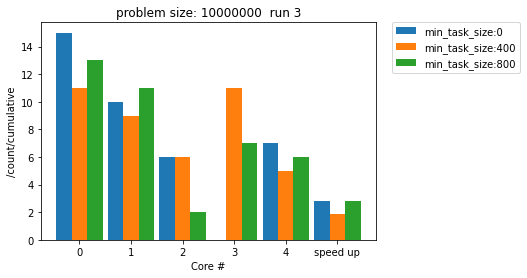 problem size: 10000000  run 3
min_task_size:0
min_task_size:400
min_task_size:800
/count/cumulative
14
12
10
8
6
4
2
0
0 1 2 3 4 speed up
Core #